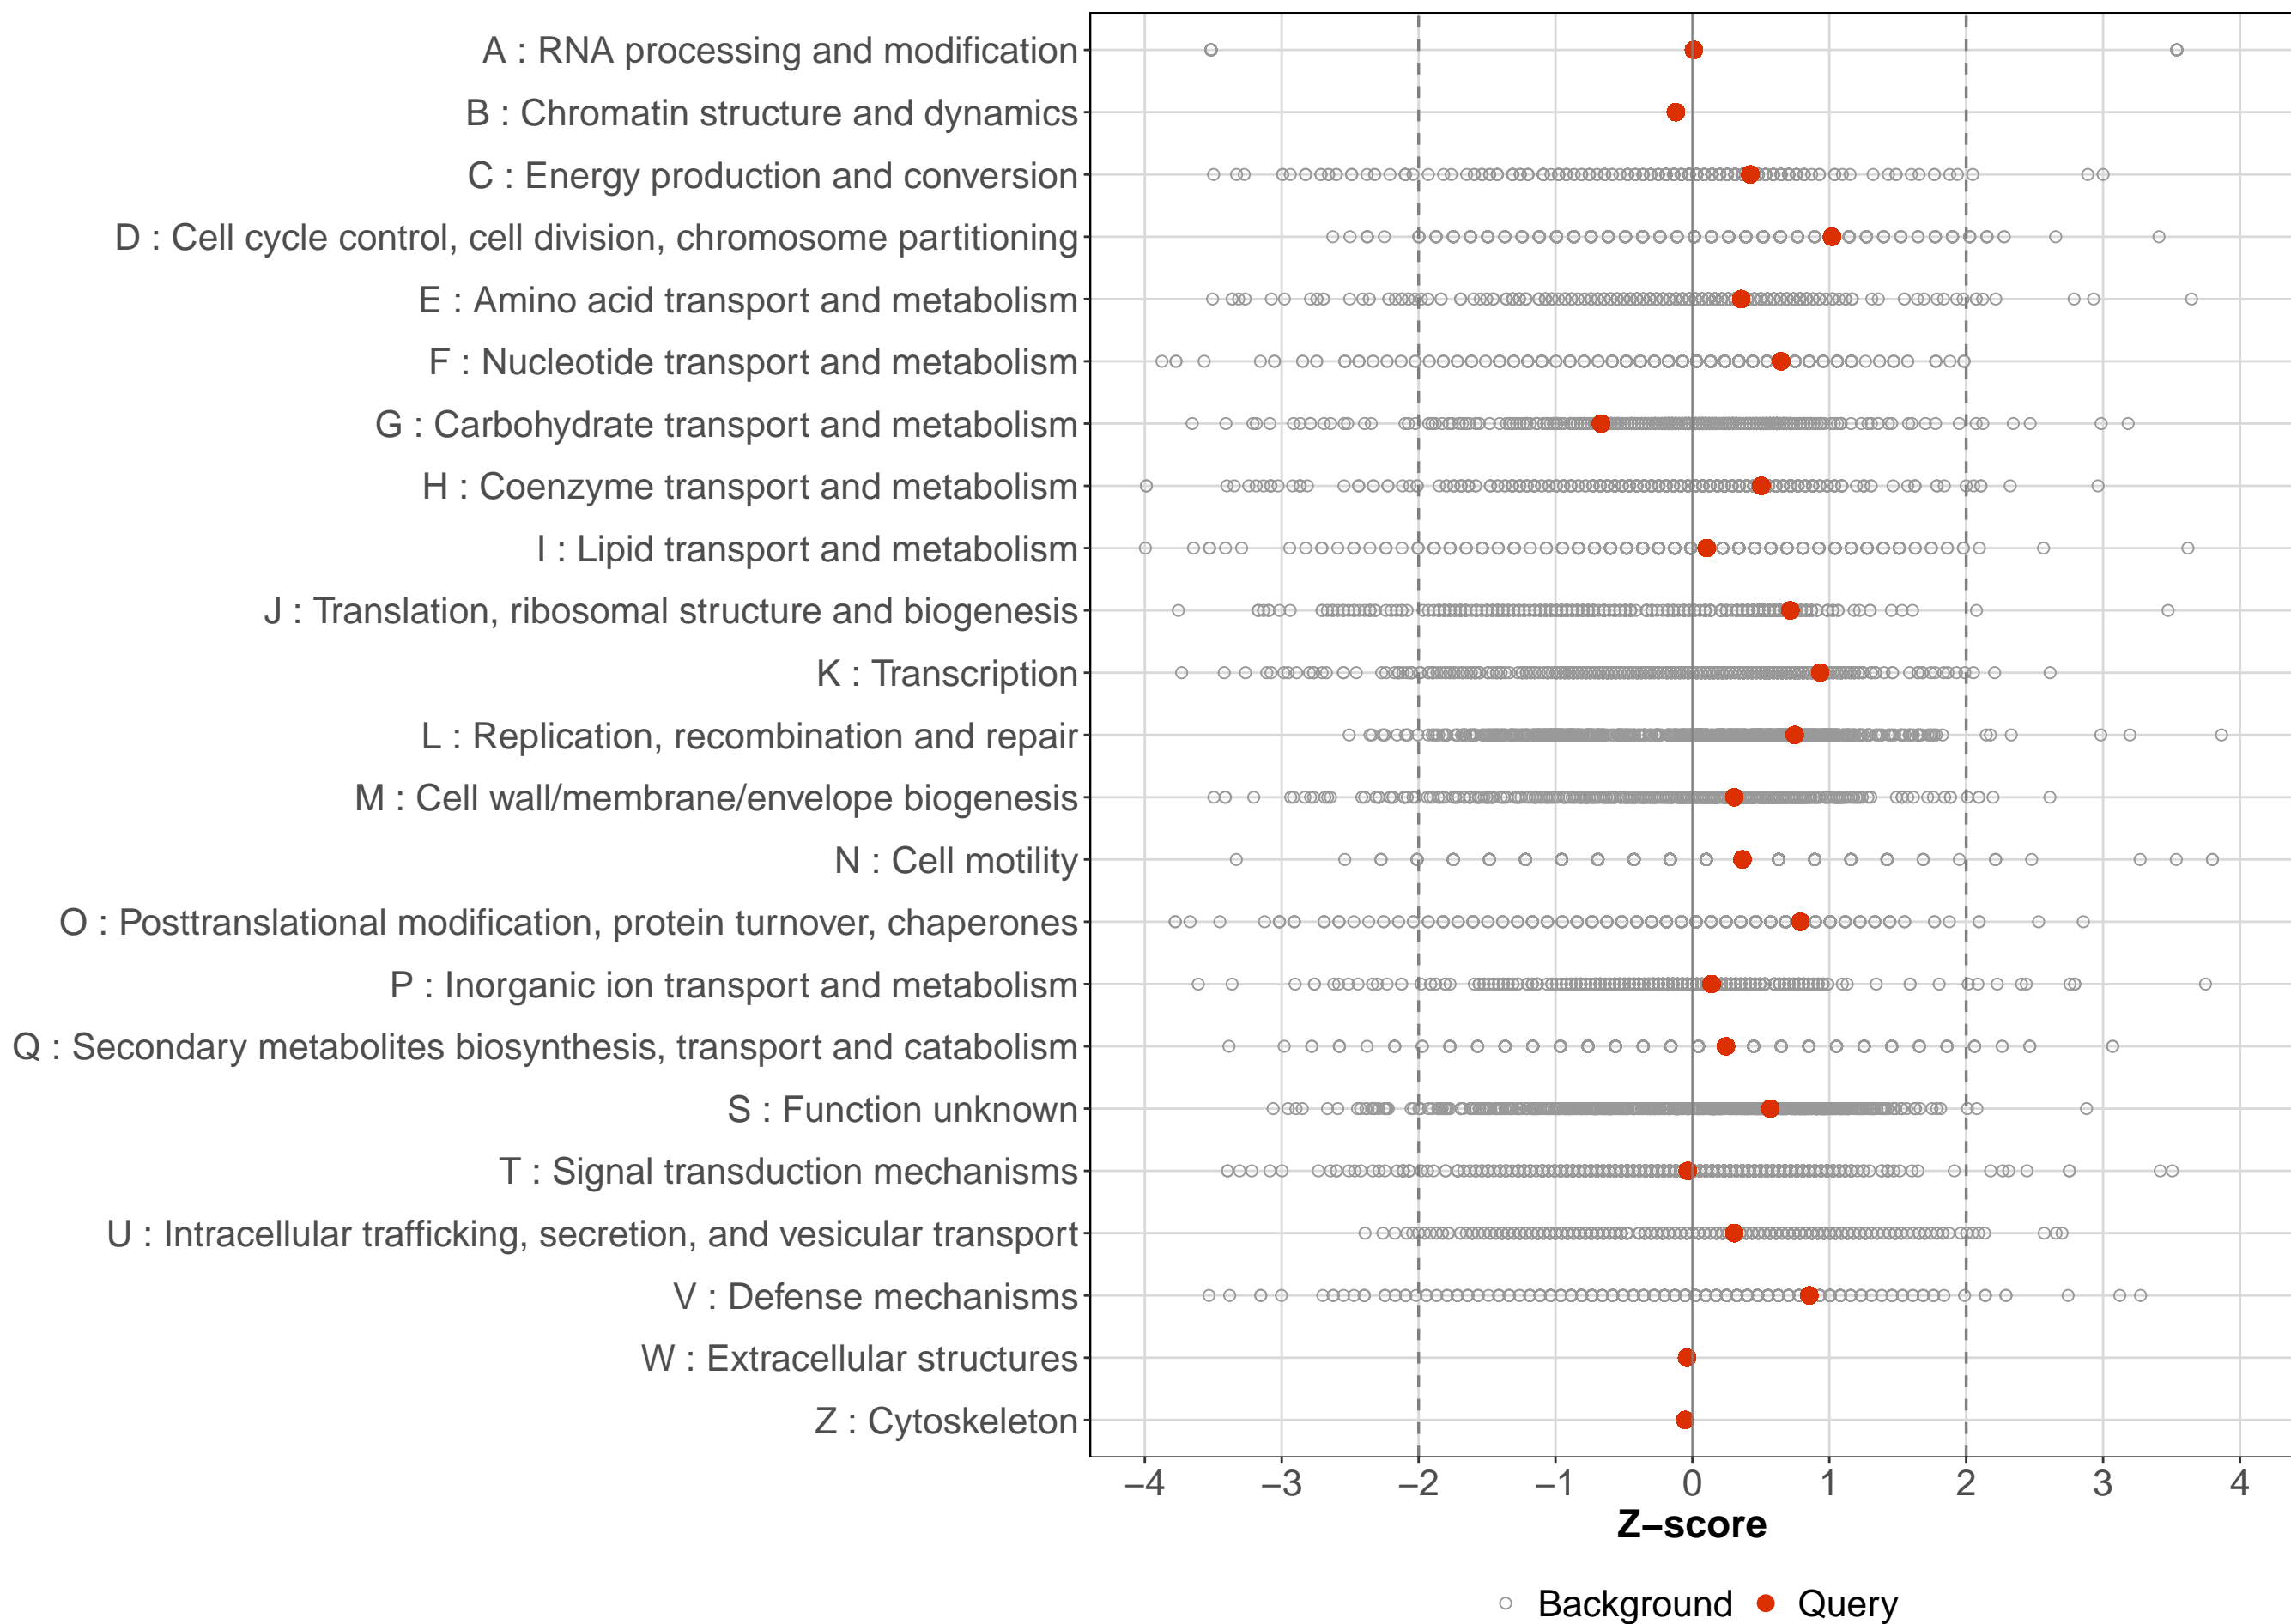 A : RNA processing and modification
B : Chromatin structure and dynamics
C : Energy production and conversion
D : Cell cycle control, cell division, chromosome partitioning
E : Amino acid transport and metabolism
F : Nucleotide transport and metabolism
G : Carbohydrate transport and metabolism
H : Coenzyme transport and metabolism
I : Lipid transport and metabolism
J : Translation, ribosomal structure and biogenesis
K : Transcription
L : Replication, recombination and repair
M : Cell wall/membrane/envelope biogenesis
N : Cell motility
O : Posttranslational modification, protein turnover, chaperones
P : Inorganic ion transport and metabolism
Q : Secondary metabolites biosynthesis, transport and catabolism
S : Function unknown
T : Signal transduction mechanisms
U : Intracellular trafficking, secretion, and vesicular transport
V : Defense mechanisms
W : Extracellular structures
Z : Cytoskeleton
−4 −3 −2 −1 0 1 2 3 4
Z−score
Background Query